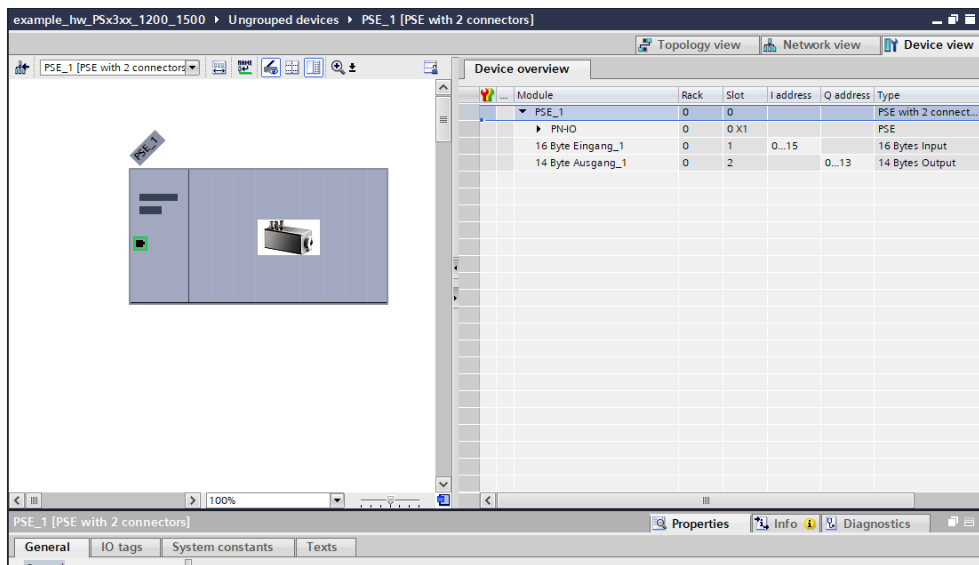 example_hw_PSx3xx_1200_1500 ▸ Ungrouped devices ▸ PSE_1 [PSE with 2 connectors]
Topology view Network view Device view
PSE_1 [PSE with 2 connectors
Device overview
... Module Rack Slot I address Q address Type
PSE_1 0 0 PSE with 2 connect...
PN-IO 0 0 X1 PSE
16 Byte Eingang_1 0 1 0...15 16 Bytes Input
14 Byte Ausgang_1 0 2 0...13 14 Bytes Output
PSE_1
100%
PSE_1 [PSE with 2 connectors]
Properties Info Diagnostics
General IO tags System constants Texts